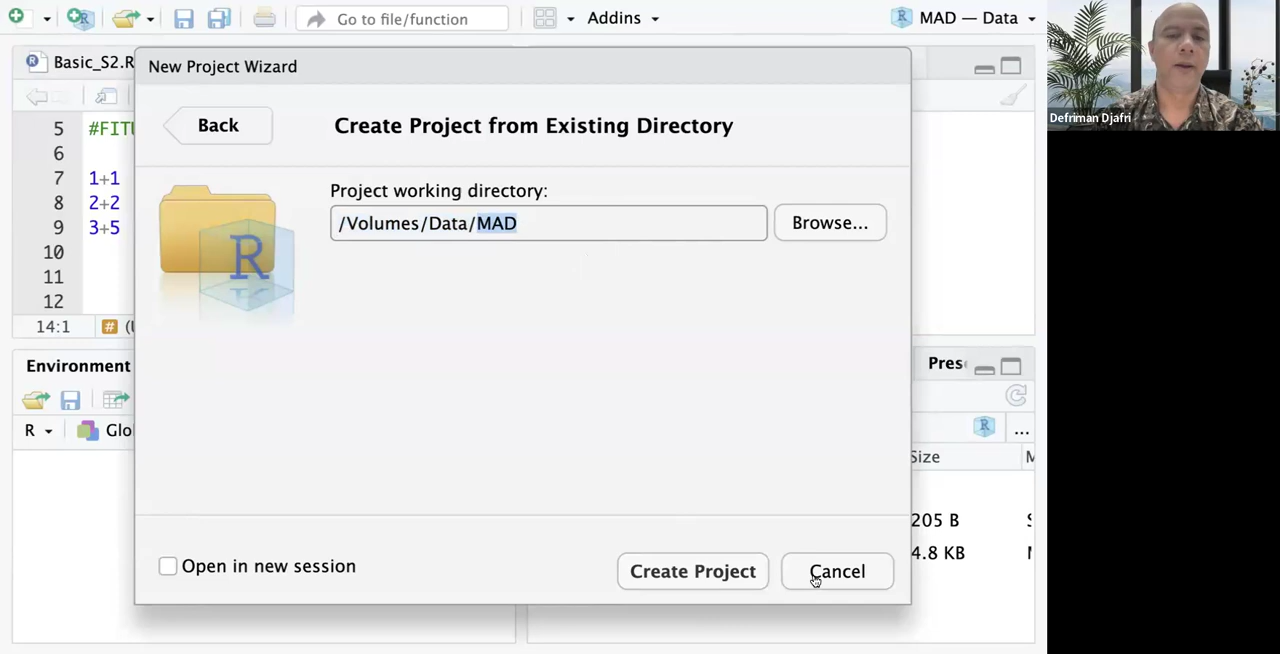 Go to file/function
Addins
MAD — Data
Basic_S2.R
New Project Wizard
Back
Create Project from Existing Directory
Project working directory:
/Volumes/Data/MAD
Browse...
5 #FITU
6
7 1+1
8 2+2
9 3+5
10
11
12
14:1
Environment
R
Glo
Pres
...
Size
205 B
4.8 KB
Open in new session
Create Project
Cancel
Defriman Djafri